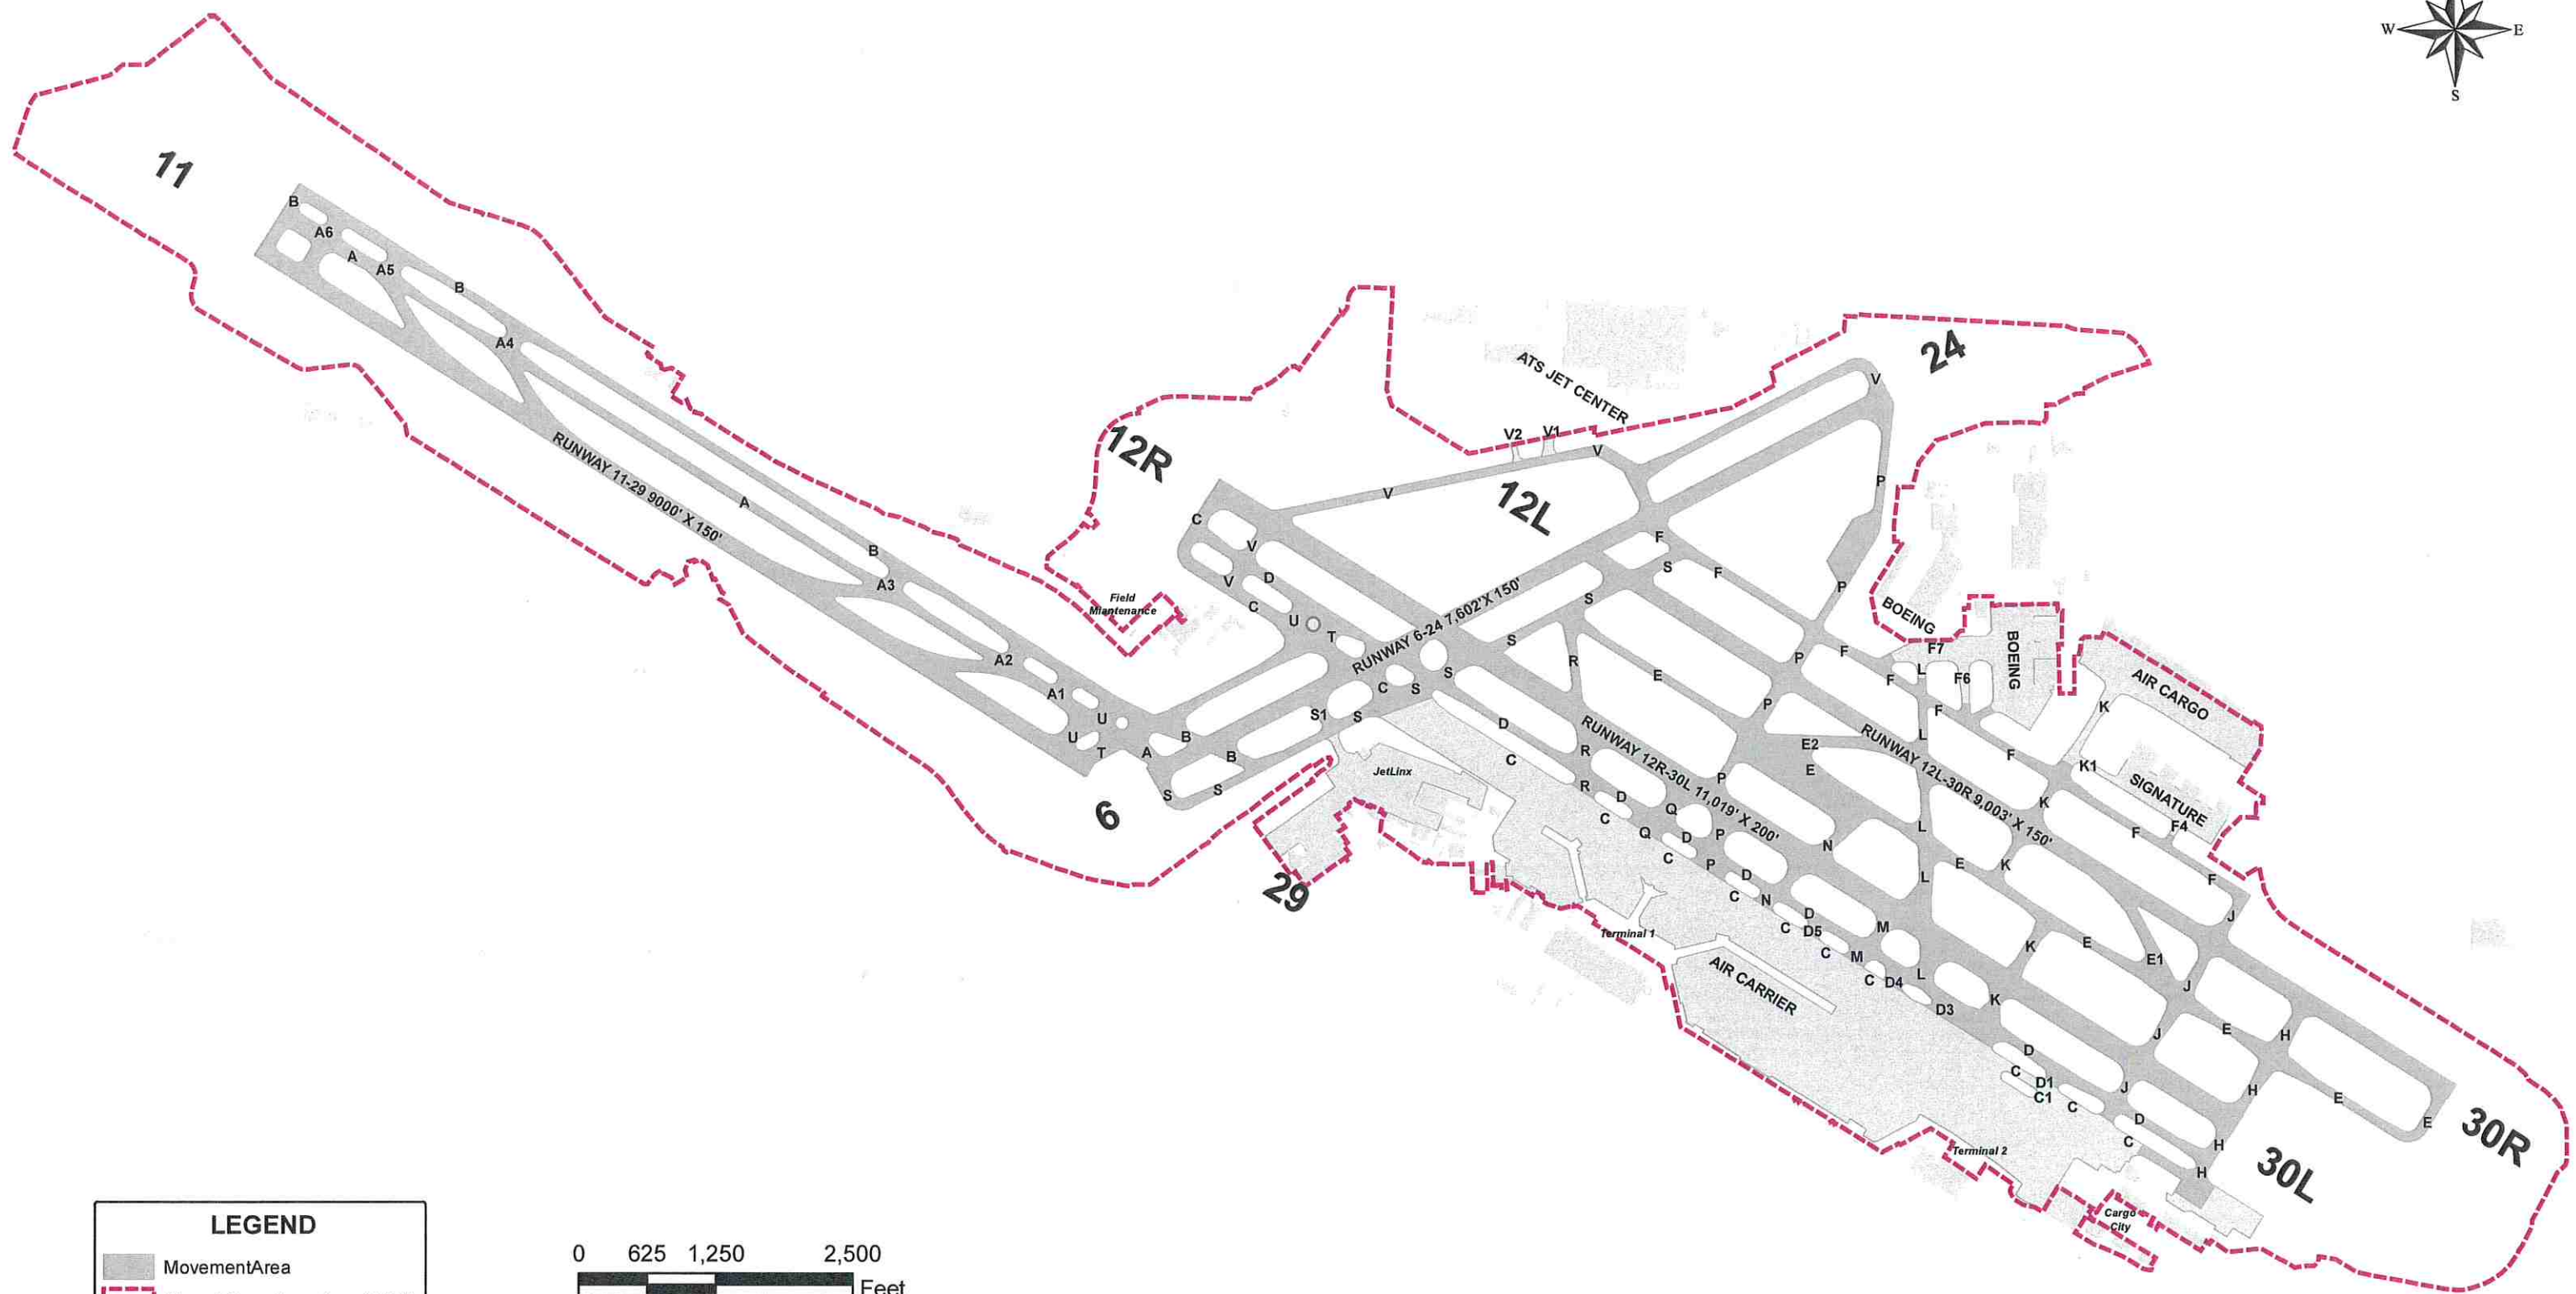 W E
S
11
B
A6
A
A5
B
A4
RUNWAY 11-29 9000' X 150'
A
B
A3
A2
A1
U
U
T
A
B
B
S
S
6
29
12R
Field
Miantenance
C
V
V
D
C
U
T
V
V2
V1
V
ATS JET CENTER
12L
24
V
P
P
RUNWAY 6-24 7,602'X 150'
F
S
F
S
S
S
C
S
S1
S
R
E
P
P
P
JetLinx
BOEING
BOEING
F7
F
F
L
F6
F
L
F
AIR CARGO
K
K1
SIGNATURE
K
F
F4
F
J
D
C
RUNWAY 12R-30L 11,019' X 200'
R
R
D
C
Q
Q
D
C
P
P
D
C
N
N
C
D
D5
C
M
M
C
D4
L
D3
K
E2
E
RUNWAY 12L-30R 9,003' X 150'
L
L
E
K
K
E
E1
J
J
E
H
H
E
E
D
C
D1
C1
C
J
D
C
H
H
30L
30R
Terminal 1
AIR CARRIER
Terminal 2
Cargo
City
LEGEND
MovementArea
0 625 1,250 2,500
Feet